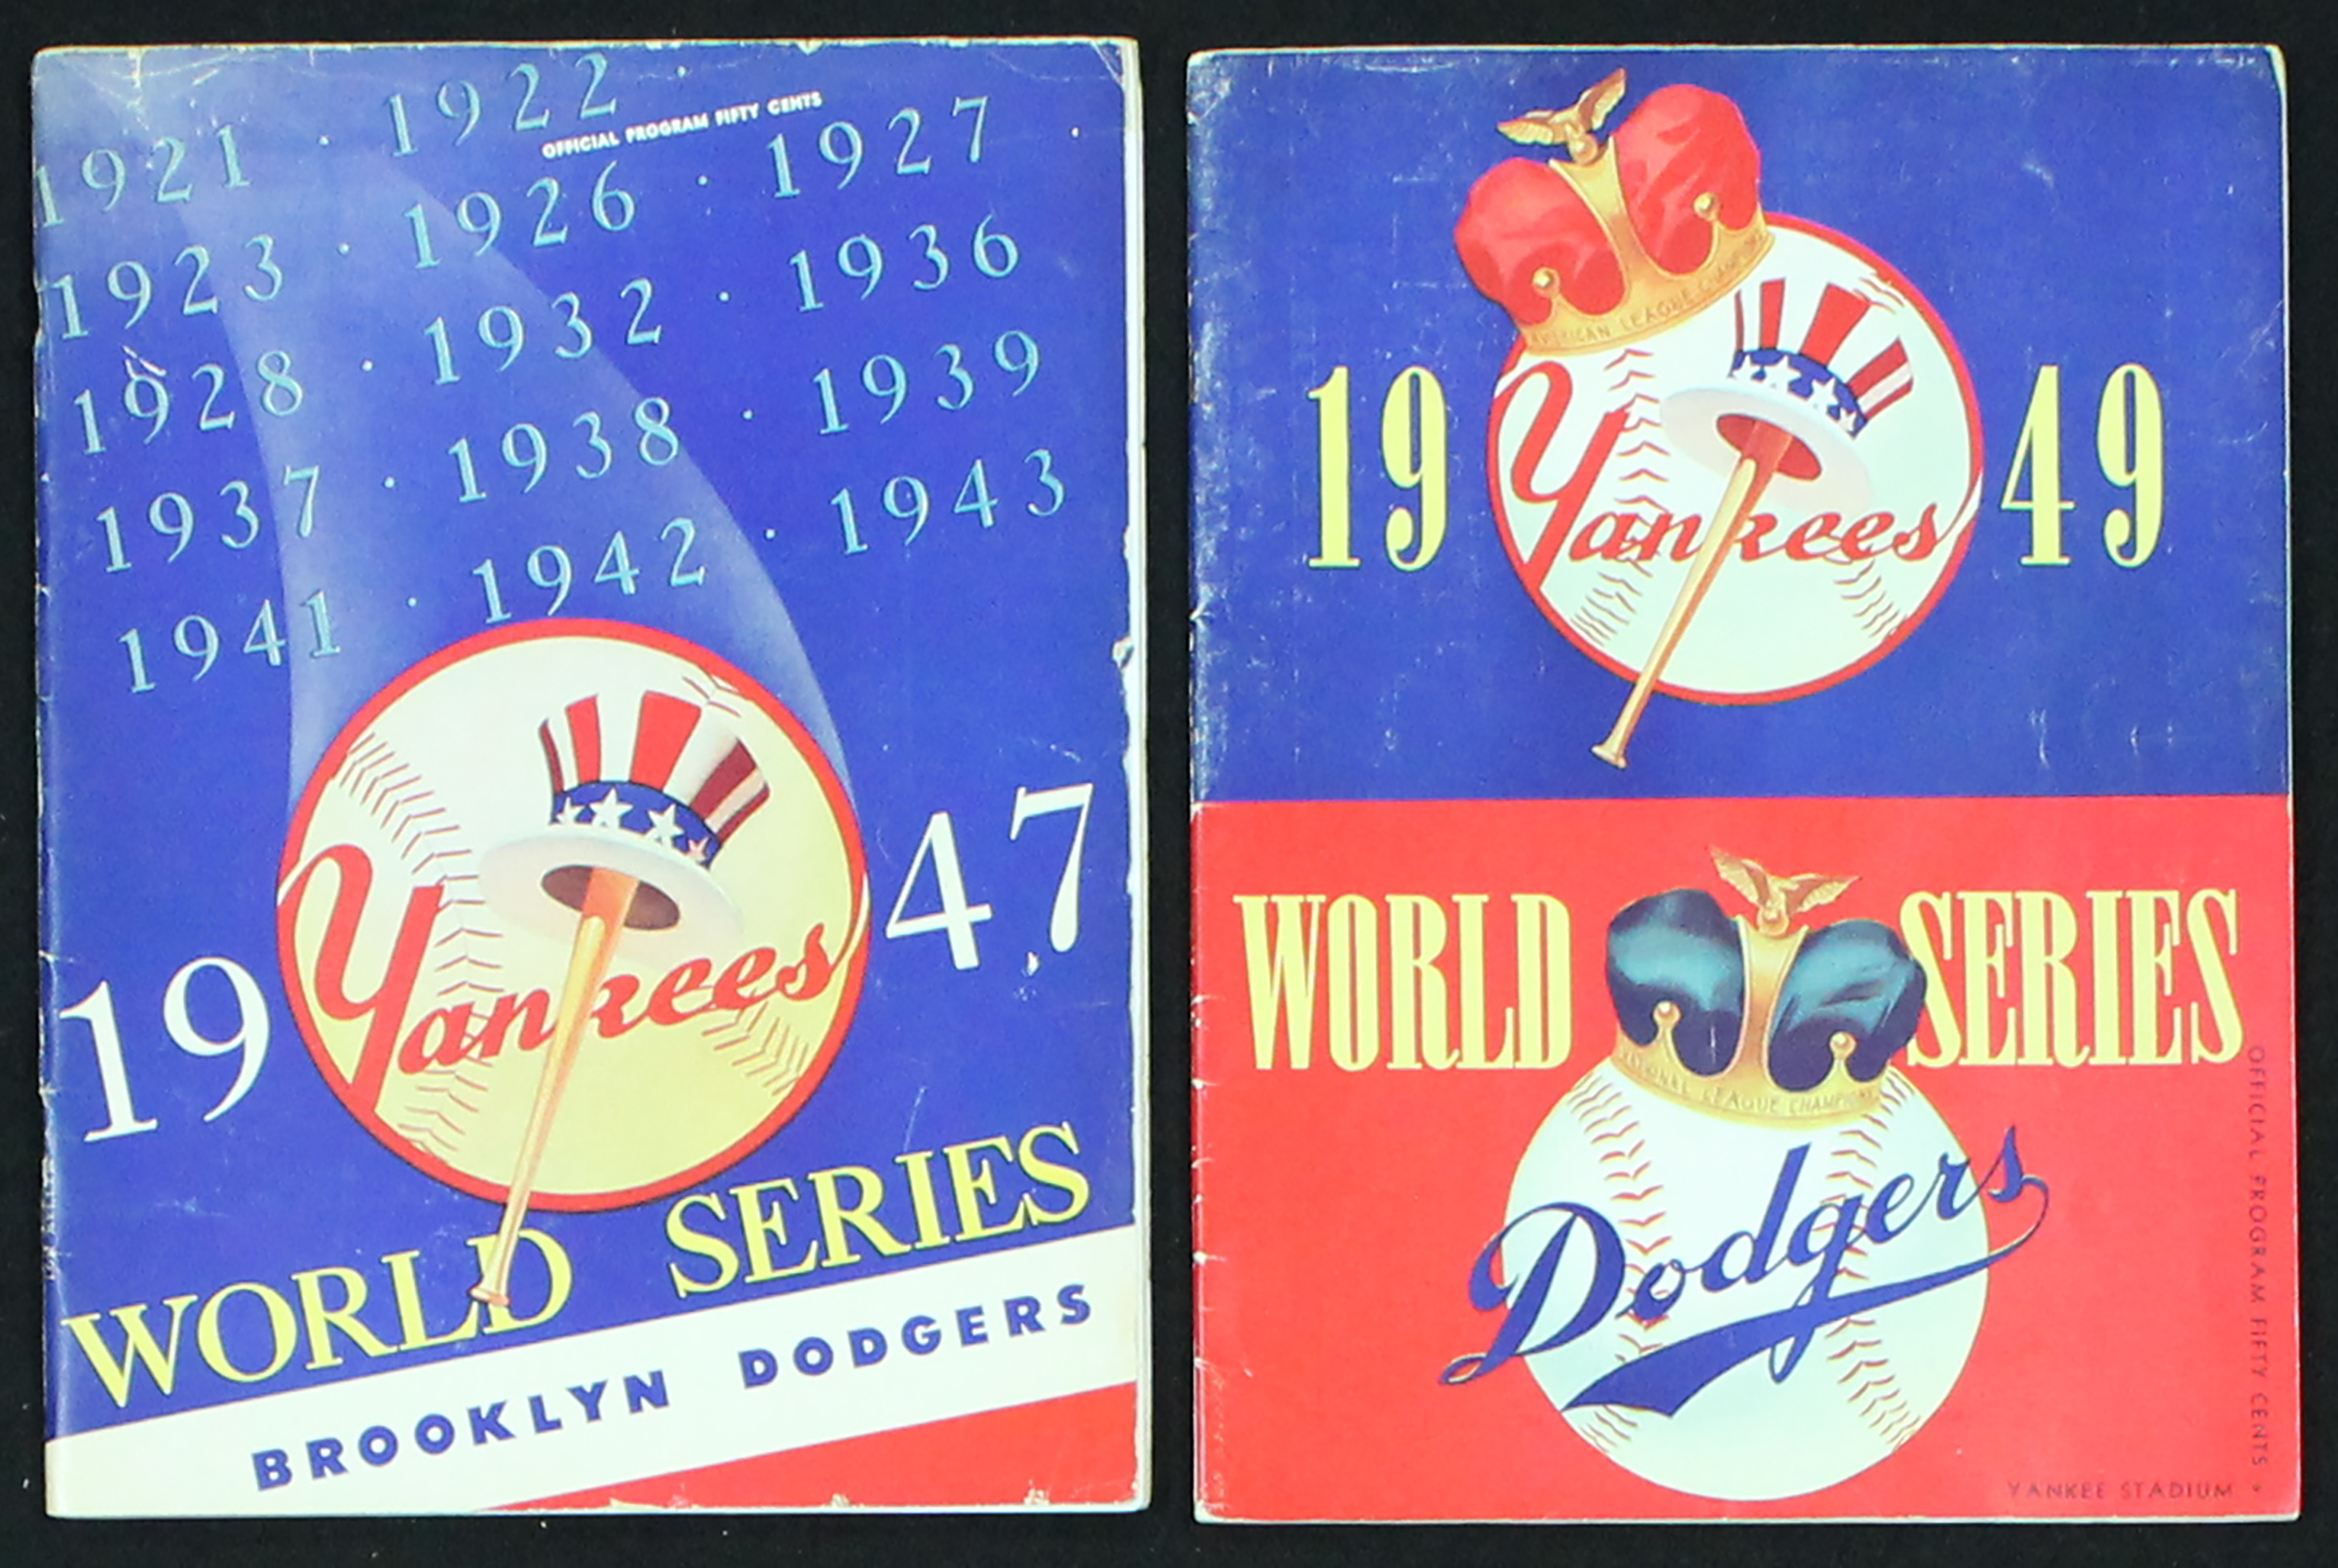 1921 · 1922 ·
OFFICIAL PROGRAM FIFTY CENTS
1923 · 1926 · 1927 ·
1928 · 1932 · 1936
1937 · 1938 · 1939
1941 · 1942 · 1943
Yankees
19 47
WORLD SERIES
BROOKLYN DODGERS
AMERICAN LEAGUE CHAMPIONS
19 49
Yankees
WORLD SERIES
NATIONAL LEAGUE CHAMPIONS
Dodgers
OFFICIAL PROGRAM FIFTY CENTS •
YANKEE STADIUM